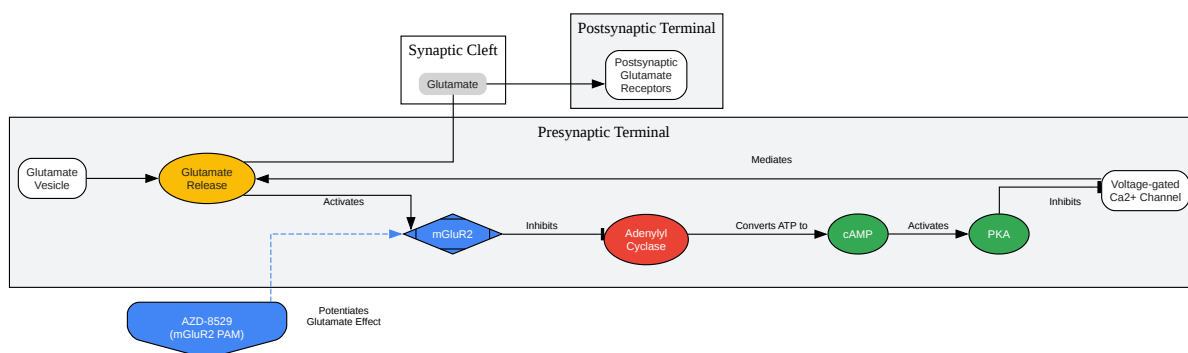 Postsynaptic Terminal
Synaptic Cleft
Postsynaptic
Glutamate
Receptors
Glutamate
Presynaptic Terminal
Glutamate
Vesicle
Glutamate
Release
Mediates
Voltage-gated
Ca2+ Channel
Activates
Inhibits
mGluR2
Inhibits
Adenylyl
Cyclase
Converts ATP to
cAMP
Activates
PKA
AZD-8529
(mGluR2 PAM)
Potentiates
Glutamate Effect